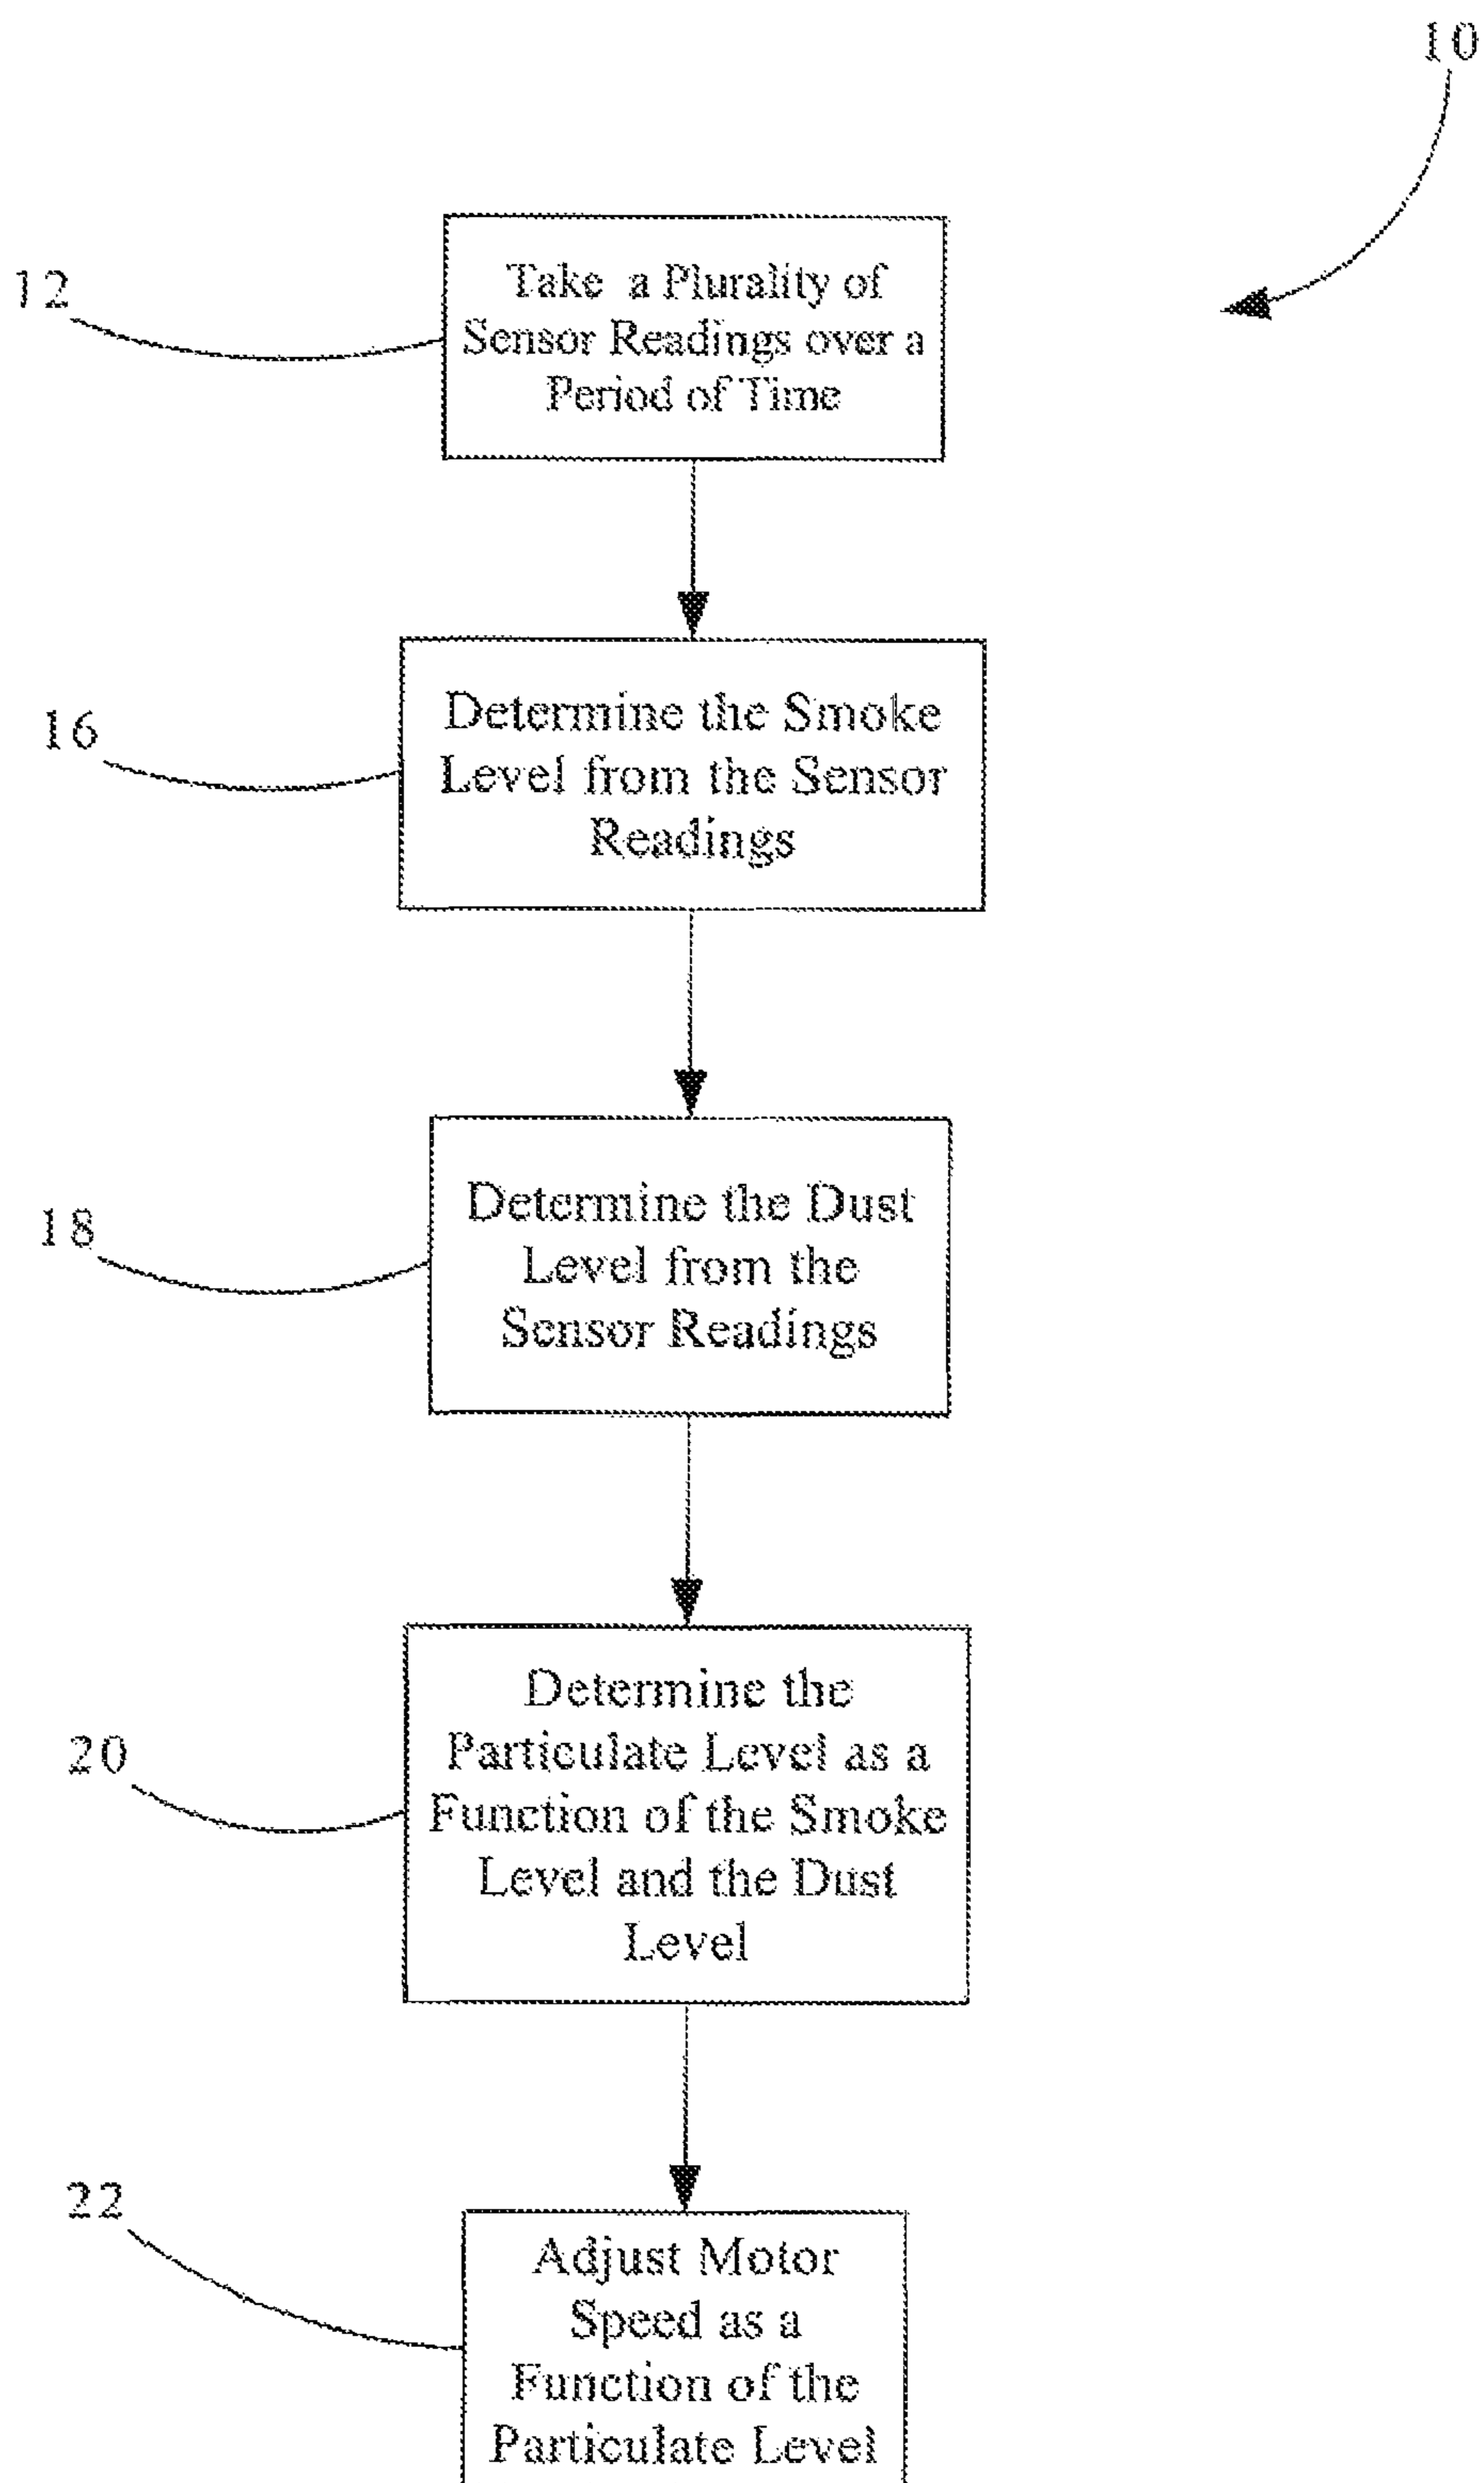 10
12
Take a Plurality of
Sensor Readings over a
Period of Time
16
Determine the Smoke
Level from the Sensor
Readings
18
Determine the Dust
Level from the
Sensor Readings
20
Determine the
Particulate Level as a
Function of the Smoke
Level and the Dust
Level
22
Adjust Motor
Speed as a
Function of the
Particulate Level